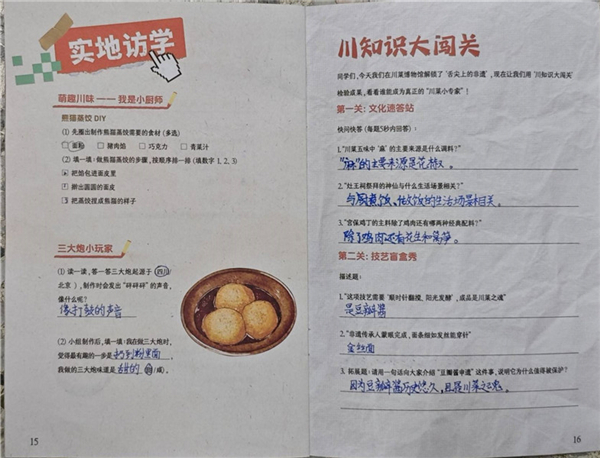 实地访学
萌趣川味——我是小厨师
熊猫蒸饺 DIY
(1) 先圈出制作熊猫蒸饺需要的食材 (多选)
□ 面粉 □ 猪肉馅 □ 巧克力 □ 青菜汁
(2) 填一填: 做熊猫蒸饺的步骤, 按顺序排一排 (填数字 1, 2, 3)
把馅包进面皮里
擀出圆圆的面皮
把蒸饺捏成熊猫的样子
三大炮小玩家
(1) 读一读, 答一答三大炮起源于 (四川/
北京), 制作时会发出“砰砰砰”的声音,
像什么呢?
像打鼓的声音
(2) 小组制作后, 填一填: 我在做三大炮时,
觉得最有趣的一步是 扔到粉里面
我做的三大炮味道是 甜的 (甜/咸)。
15
川知识大闯关
同学们, 今天我们在川菜博物馆解锁了“舌尖上的非遗”, 现在让我们用“川知识大闯关”
检验成果, 看看谁能成为真正的“川菜小专家”!
第一关: 文化速答站
快问快答 (每题5秒内回答):
1.“川菜五味中‘麻’的主要来源是什么调料?”
“麻”的主要来源是花椒。
2.“灶王祠祭拜的神仙与什么生活场景相关?”
与厨煮饭、做饭的生活场景相关。
3.“宫保鸡丁的主料除了鸡肉还有哪两种经典配料?”
除了鸡肉还有花生和莴笋。
第二关: 技艺盲盒秀
描述题:
1.“这项技艺需要‘顺时针翻搅, 阳光发酵’, 成品是川菜之魂”
是豆瓣酱
2.“非遗传承人蒙眼完成, 面条细如发丝能穿针”
金丝面
3. 拓展题: 请用一句话向大家介绍“豆瓣酱非遗”这件事, 说明它为什么值得被保护?
因为豆瓣酱历史悠久, 且是川菜之魂。
16